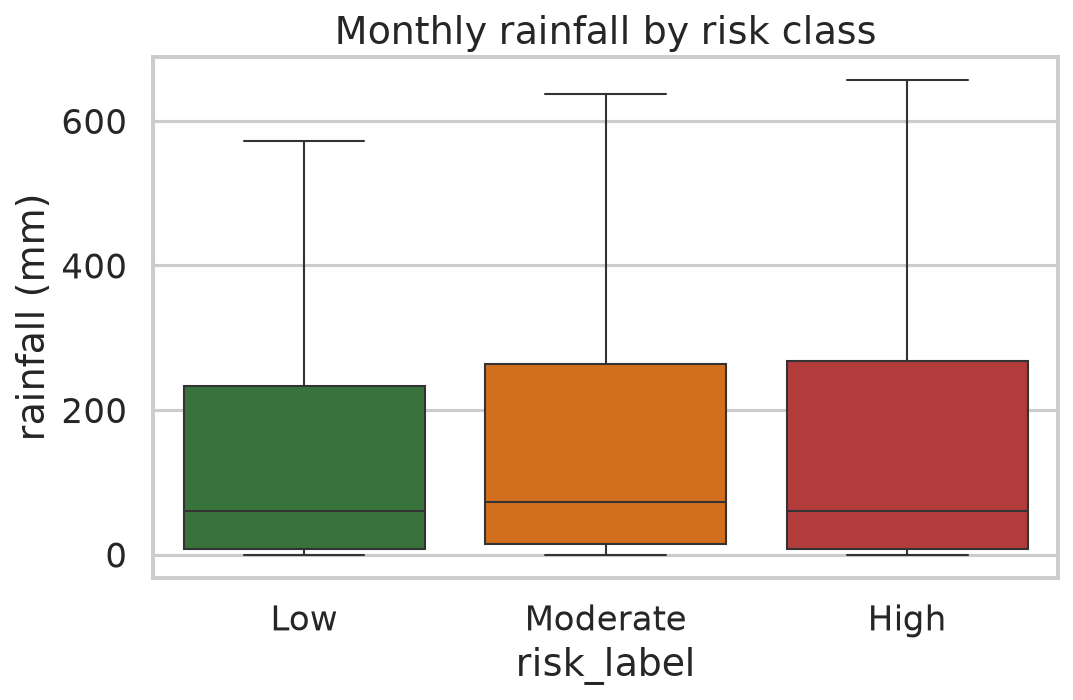 Monthly rainfall by risk class
rainfall (mm)
600
400
200
0
Low Moderate High
risk_label